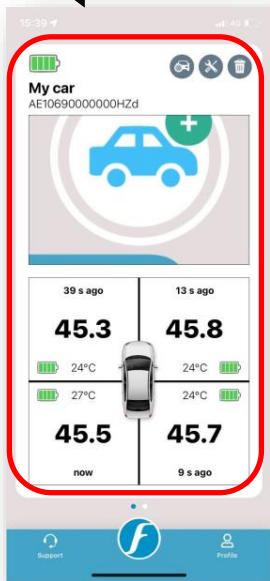 15:39
4G
My car
AE10690000000HZd
39 s ago
13 s ago
45.3
45.8
24°C
24°C
27°C
24°C
45.5
45.7
now
9 s ago
Support
f
Profile